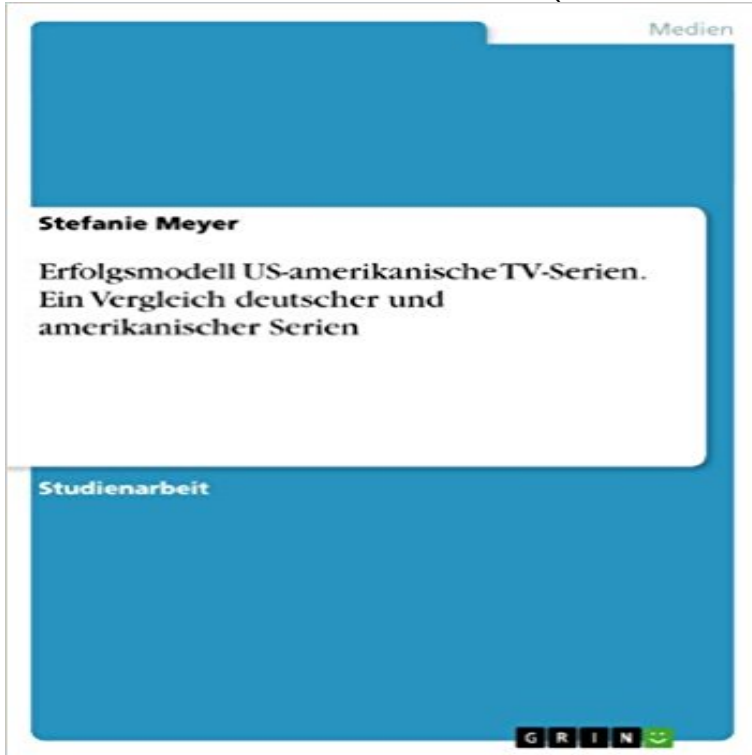 Medien
Stefanie Meyer
Erfolgsmodell US-amerikanische TV-Serien.
Ein Vergleich deutscher und
amerikanischer Serien
Studienarbeit
GRIN